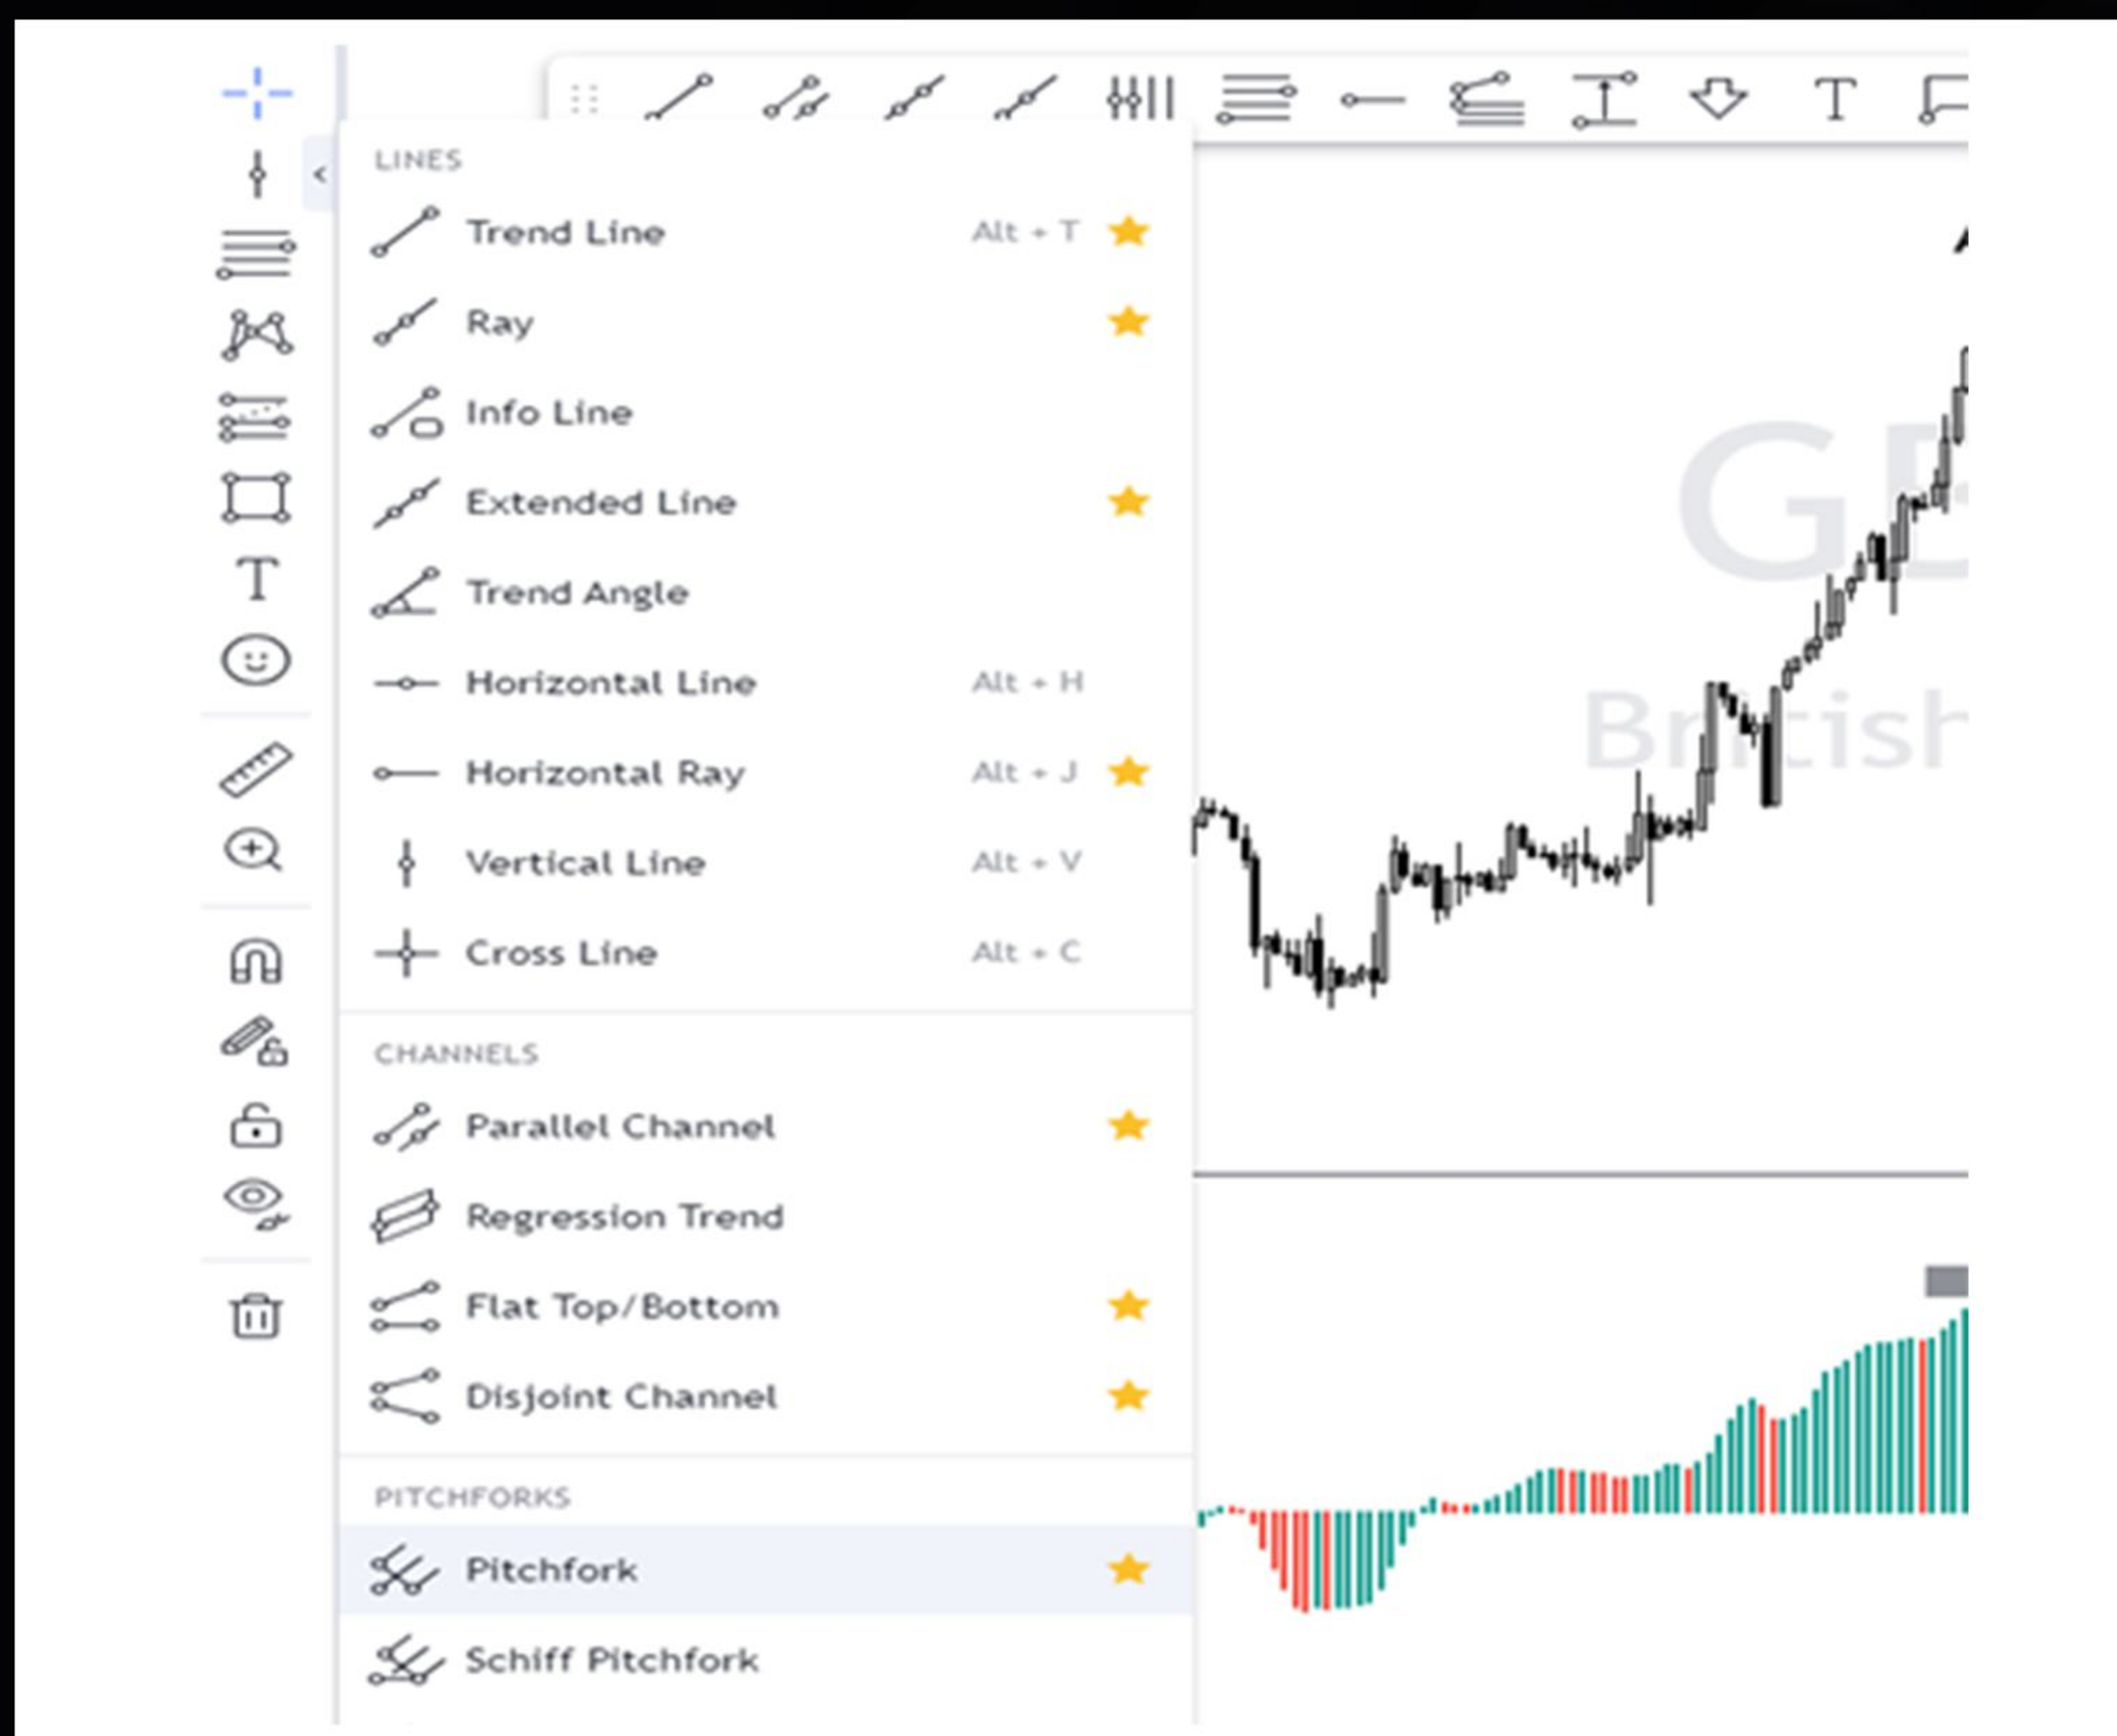 T
LINES
Trend Line Alt + T
Ray
Info Line
Extended Line
Trend Angle
Horizontal Line Alt + H
Horizontal Ray Alt + J
Vertical Line Alt + V
Cross Line Alt + C
CHANNELS
Parallel Channel
Regression Trend
Flat Top/Bottom
Disjoint Channel
PITCHFORKS
Pitchfork
Schiff Pitchfork
T
British